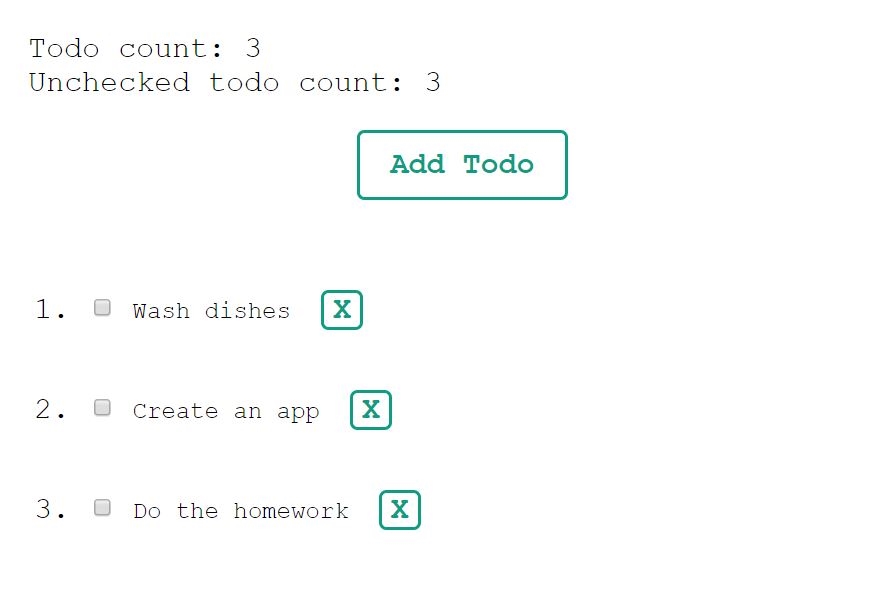 Todo count: 3
Unchecked todo count: 3
Add Todo
1. Wash dishes X
2. Create an app X
3. Do the homework X